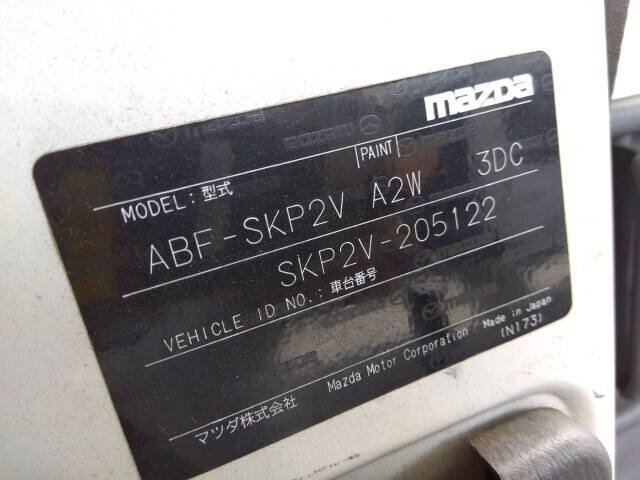 mazda
MODEL : 型式 PAINT
ABF-SKP2V A2W 3DC
SKP2V-205122
VEHICLE ID NO. : 車台番号
マツダ株式会社 Mazda Motor Corporation Made in Japan
(N173)